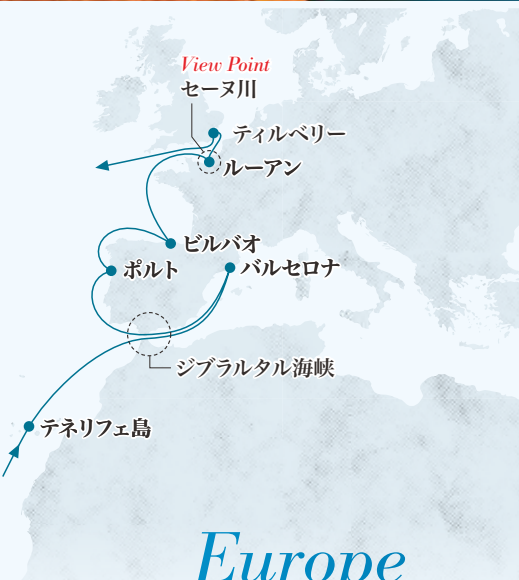 View Point
セーヌ川
ティルベリー
ルーアン
ビルバオ
ポルト
バルセロナ
ジブラルタル海峡
テネリフェ島
Europe